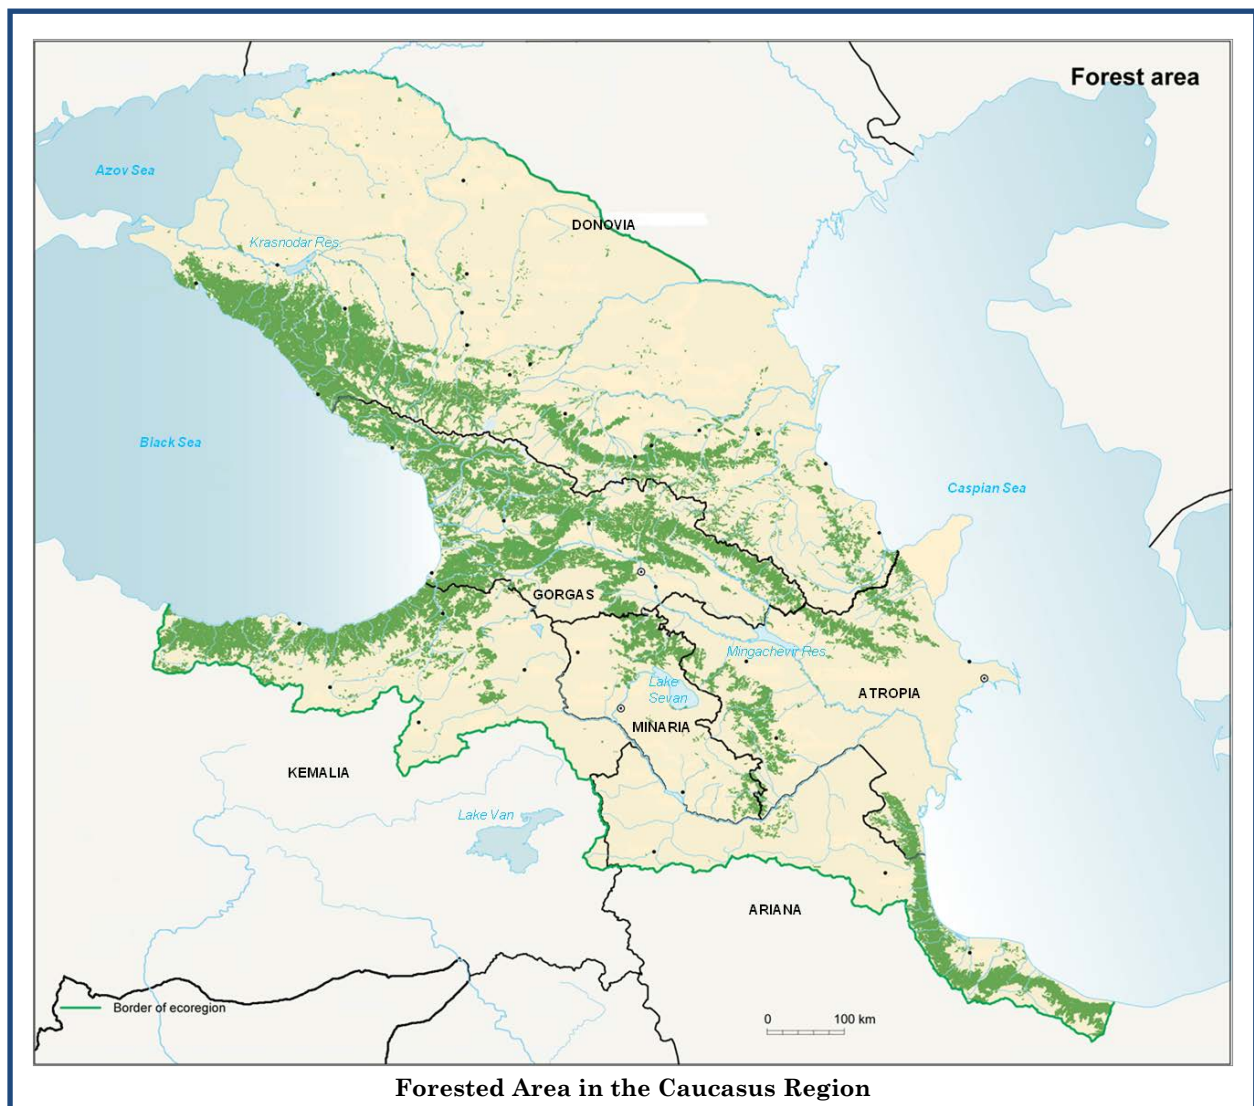 Forest area
Azov Sea
DONOVIA
Krasnodar Res.
Black Sea
Caspian Sea
GORGAS
Mingachevir Res.
Lake
Sevan
ATROPIA
MINARIA
KEMALIA
Lake Van
ARIANA
Border of ecoregion
0 100 km
Forested Area in the Caucasus Region